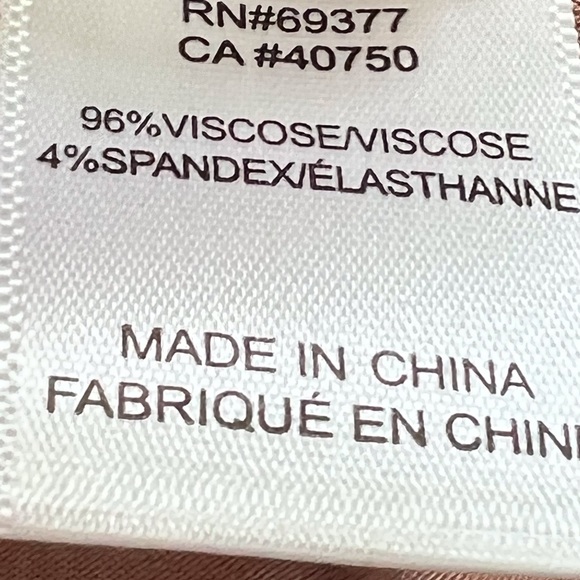 RN#69377
CA #40750
96%VISCOSE/VISCOSE
4%SPANDEX/ÉLASTHANNE
MADE IN CHINA
FABRIQUÉ EN CHIN